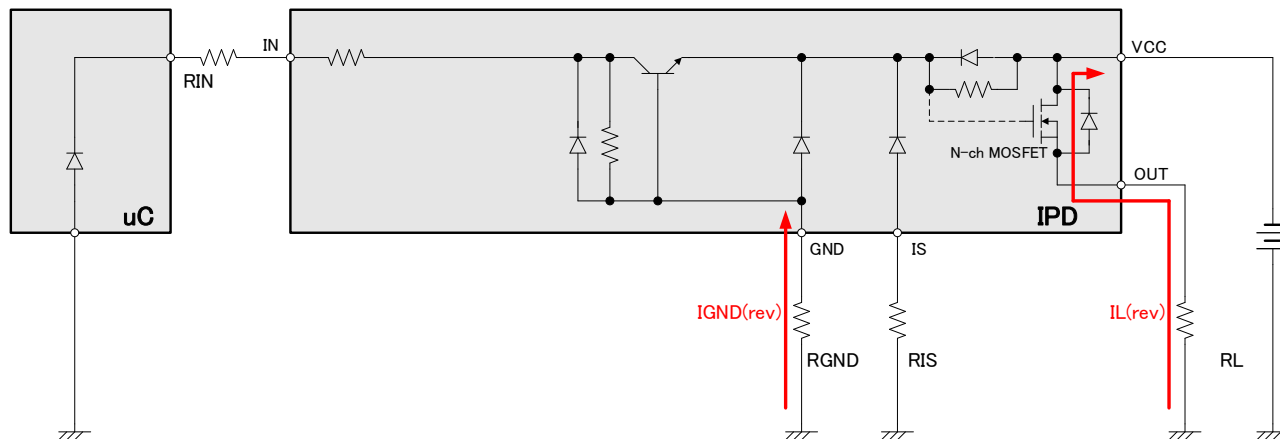 IN
VCC
RIN
N-ch MOSFET
OUT
uC
IPD
GND
IS
IGND(rev)
IL(rev)
RGND
RIS
RL